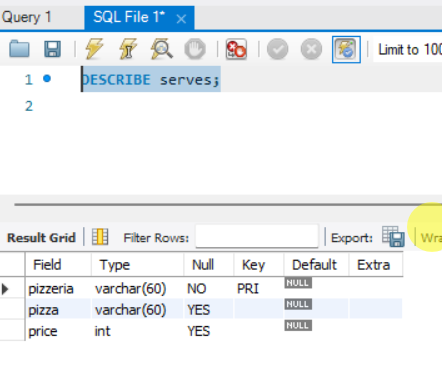 Query 1
SQL File 1*
Limit to 100
1
DESCRIBE serves;
2
Result Grid
Filter Rows:
Export:
Wra
Field Type Null Key Default Extra
pizzeria varchar(60) NO PRI NULL
pizza varchar(60) YES NULL
price int YES NULL